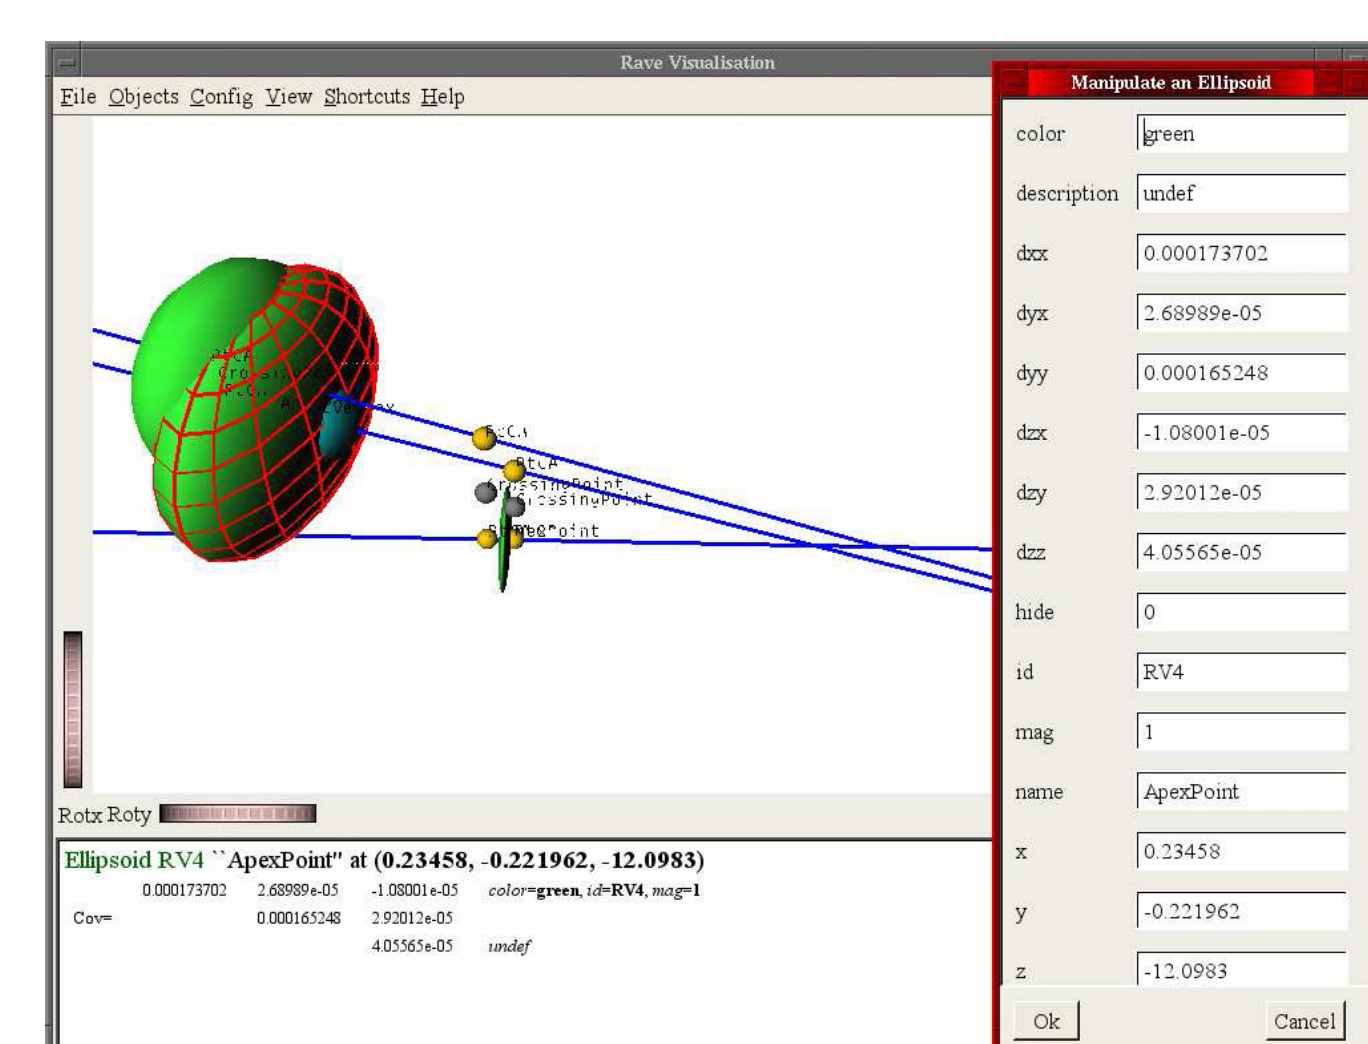 Rave Visualisation
File Objects Config View Shortcuts Help
PtCA
PtCA
CrossingPoint
CrossingPoint
Rotx Roty
Ellipsoid RV4 ``ApexPoint'' at (0.23458, -0.221962, -12.0983)
0.000173702 2.68989e-05 -1.08001e-05 color=green, id=RV4, mag=1
Cov= 0.000165248 2.92012e-05
4.05565e-05 undef
Manipulate an Ellipsoid
color green
description undef
dxx 0.000173702
dyx 2.68989e-05
dyy 0.000165248
dzx -1.08001e-05
dzy 2.92012e-05
dzz 4.05565e-05
hide 0
id RV4
mag 1
name ApexPoint
x 0.23458
y -0.221962
z -12.0983
Ok Cancel